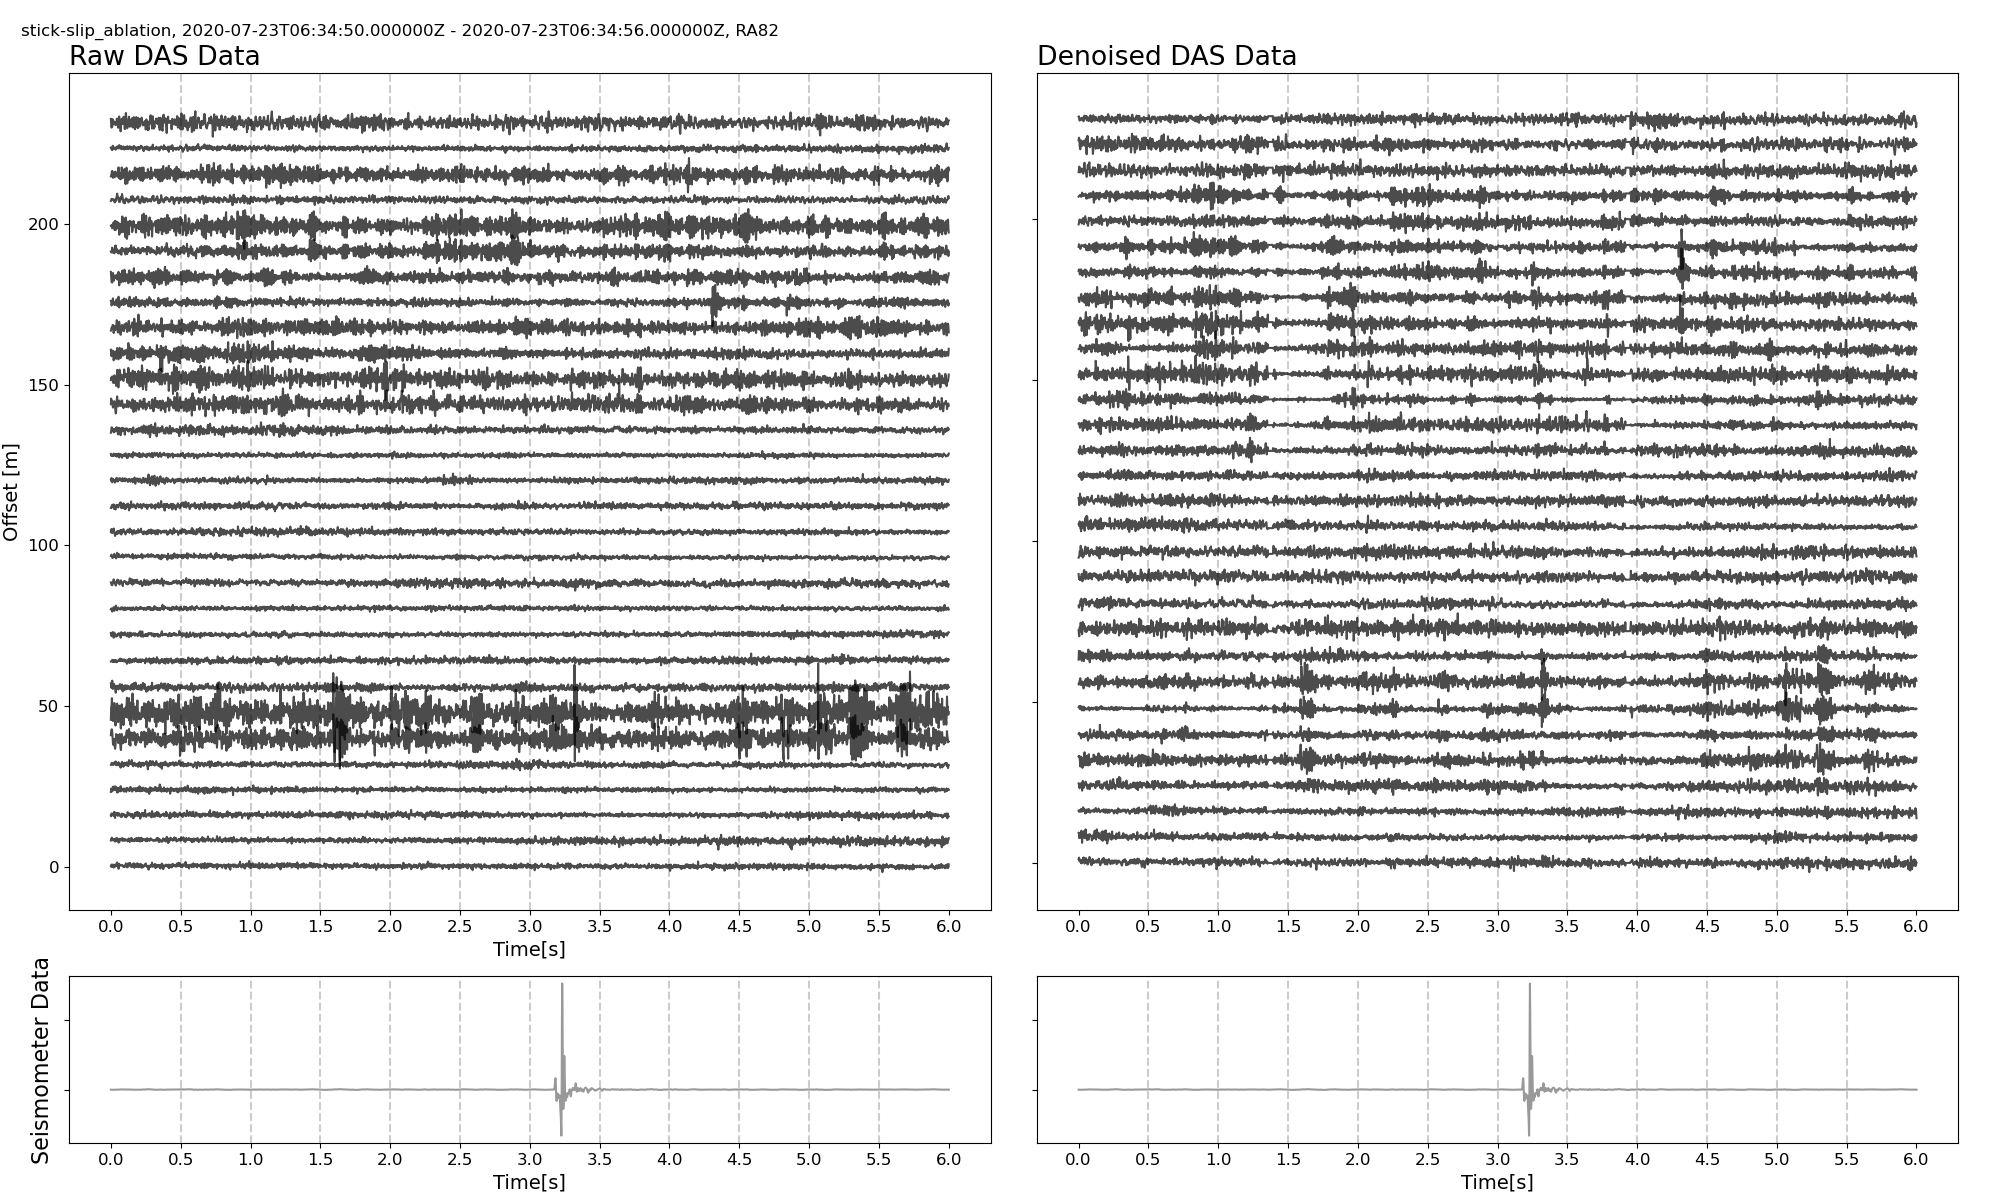 stick-slip_ablation, 2020-07-23T06:34:50.000000Z - 2020-07-23T06:34:56.000000Z, RA82
Raw DAS Data
Denoised DAS Data
Offset [m]
200
150
100
50
0
0.0 0.5 1.0 1.5 2.0 2.5 3.0 3.5 4.0 4.5 5.0 5.5 6.0
Time[s]
0.0 0.5 1.0 1.5 2.0 2.5 3.0 3.5 4.0 4.5 5.0 5.5 6.0
Seismometer Data
0.0 0.5 1.0 1.5 2.0 2.5 3.0 3.5 4.0 4.5 5.0 5.5 6.0
Time[s]
0.0 0.5 1.0 1.5 2.0 2.5 3.0 3.5 4.0 4.5 5.0 5.5 6.0
Time[s]